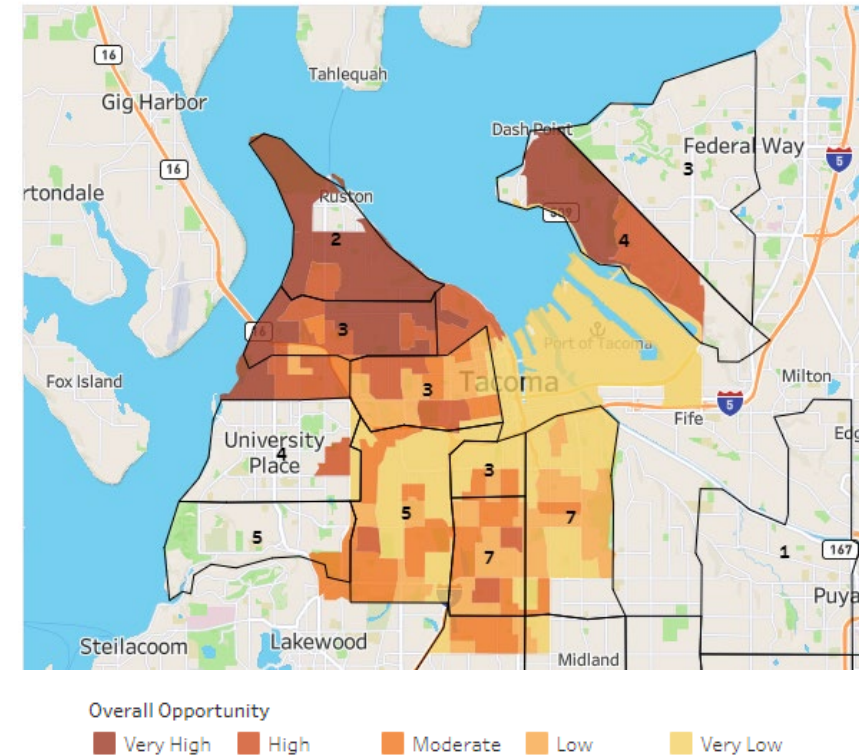 16
Tahlequah
Gig Harbor
Dash Point
Federal Way
3
5
16
rtondale
Ruston
509
2
4
16
3
Port of Tacoma
Fox Island
3
Tacoma
Milton
5
Fife
University
Place
4
Edg
3
5
5
7
7
1
167
Puya
Steilacoom
Lakewood
Midland
Overall Opportunity
Very High
High
Moderate
Low
Very Low